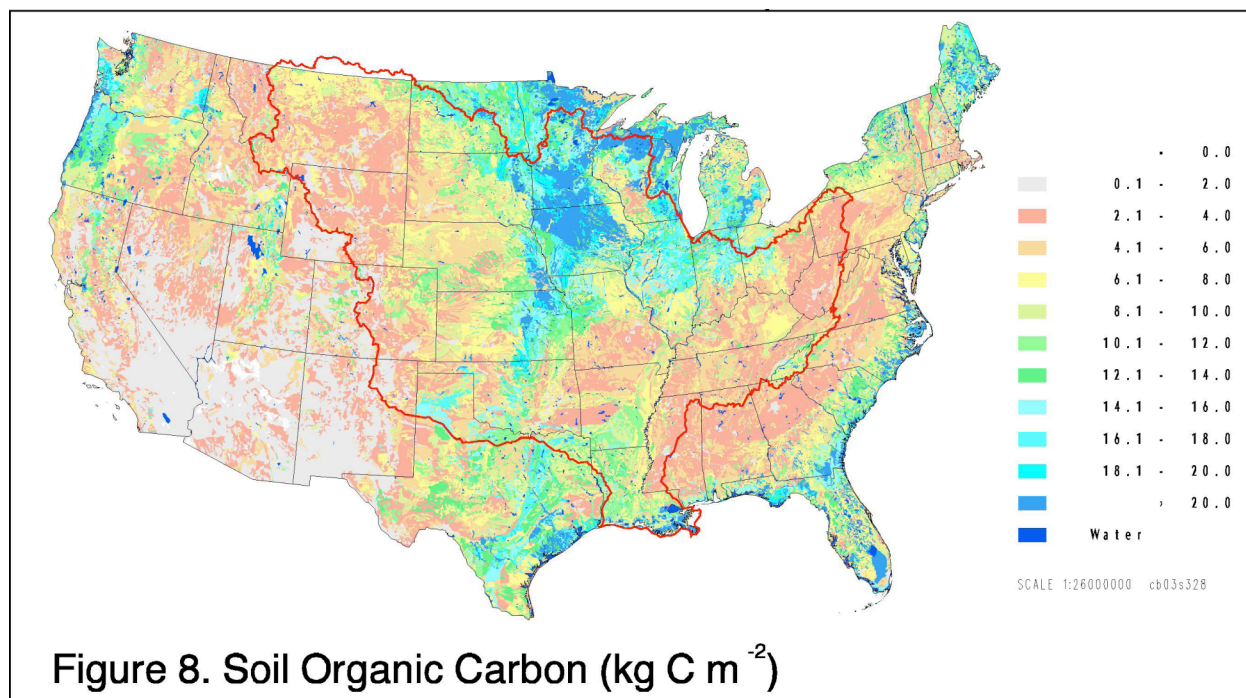 - 0.0
0.1 - 2.0
2.1 - 4.0
4.1 - 6.0
6.1 - 8.0
8.1 - 10.0
10.1 - 12.0
12.1 - 14.0
14.1 - 16.0
16.1 - 18.0
18.1 - 20.0
> 20.0
Water
SCALE 1:26000000 cb03s328
Figure 8. Soil Organic Carbon (kg C m -2)